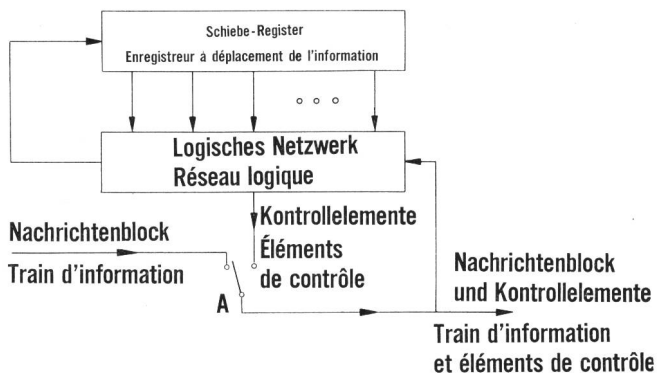 Schiebe-Register
Enregistreur à déplacement de l'information
Logisches Netzwerk
Réseau logique
Kontrollelemente
Éléments
de contrôle
Nachrichtenblock
Train d'information
A
Nachrichtenblock
und Kontrollelemente
Train d'information
et éléments de contrôle